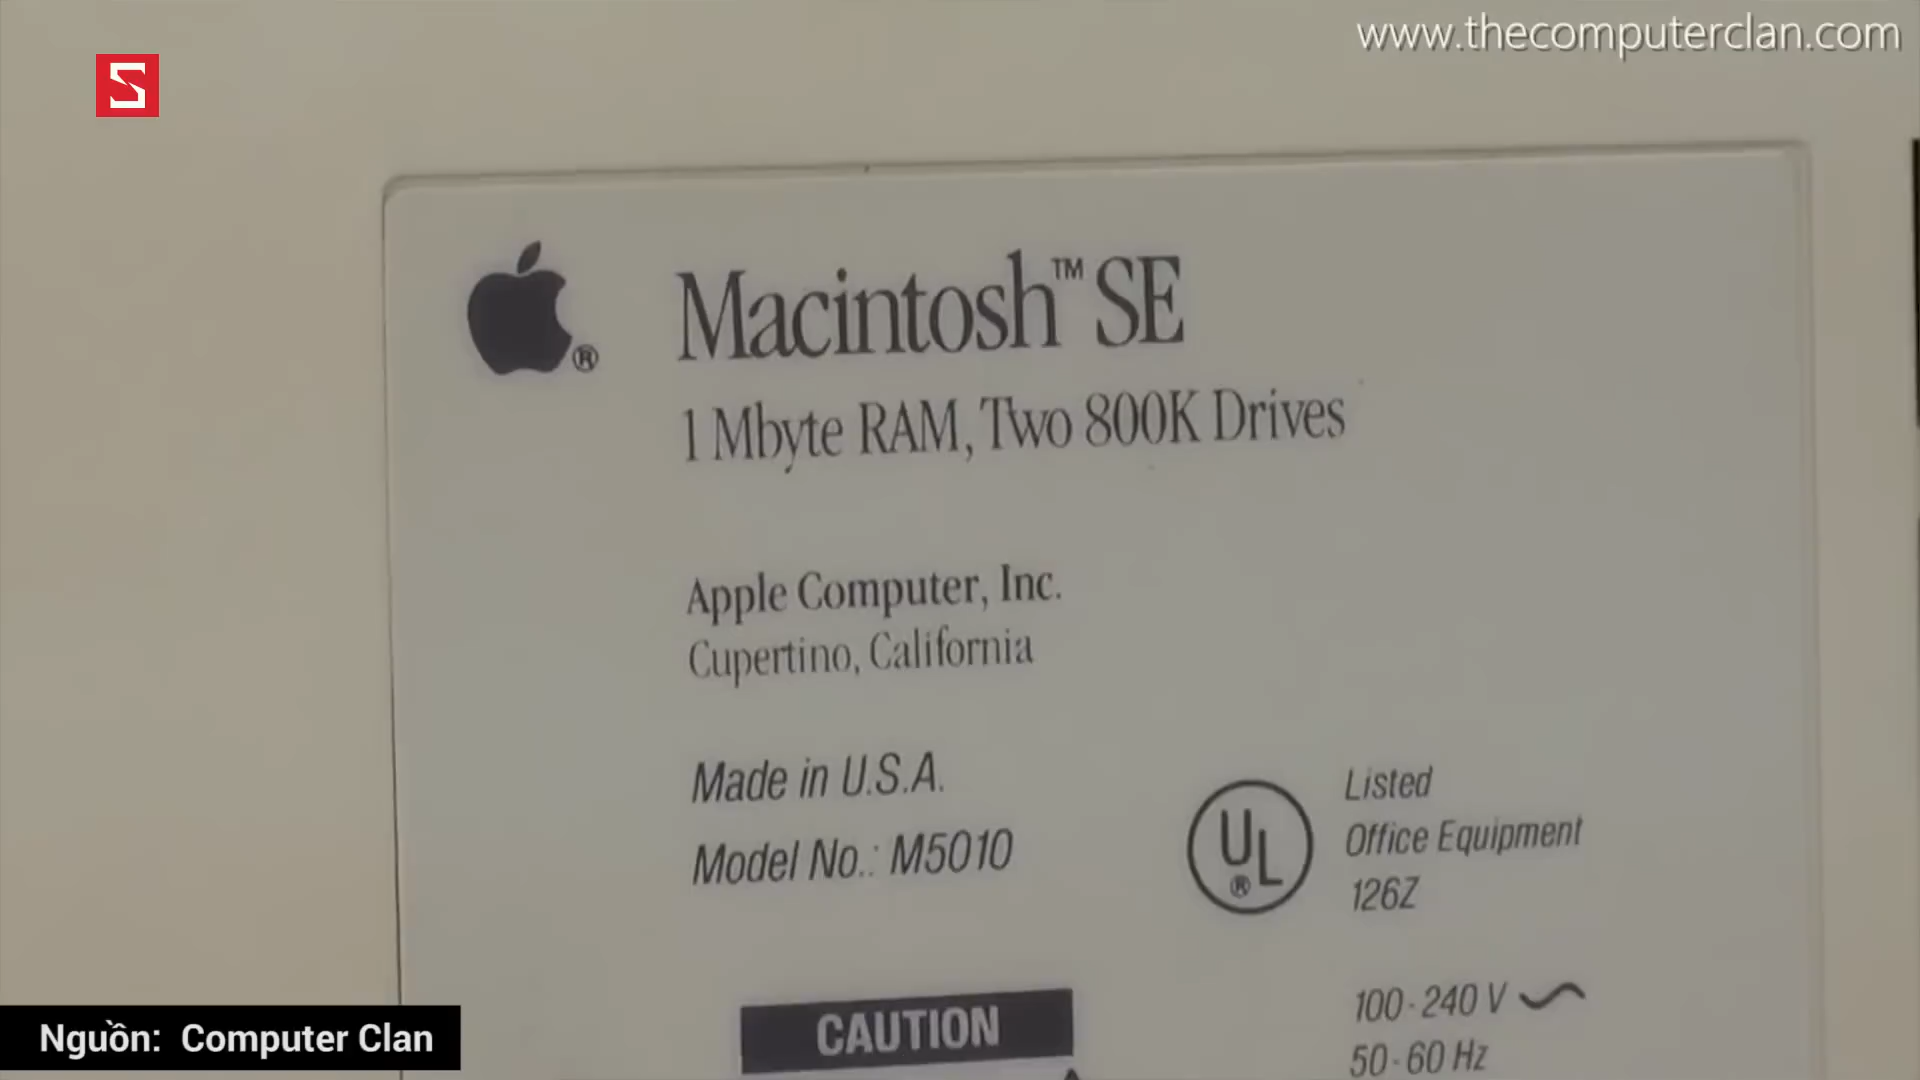 www.thecomputerclan.com
S
Macintosh™ SE
1 Mbyte RAM, Two 800K Drives
Apple Computer, Inc.
Cupertino, California
Made in U.S.A.
Model No.: M5010
UL®
Listed
Office Equipment
126Z
CAUTION
100-240 V
50-60 Hz
Nguồn: Computer Clan